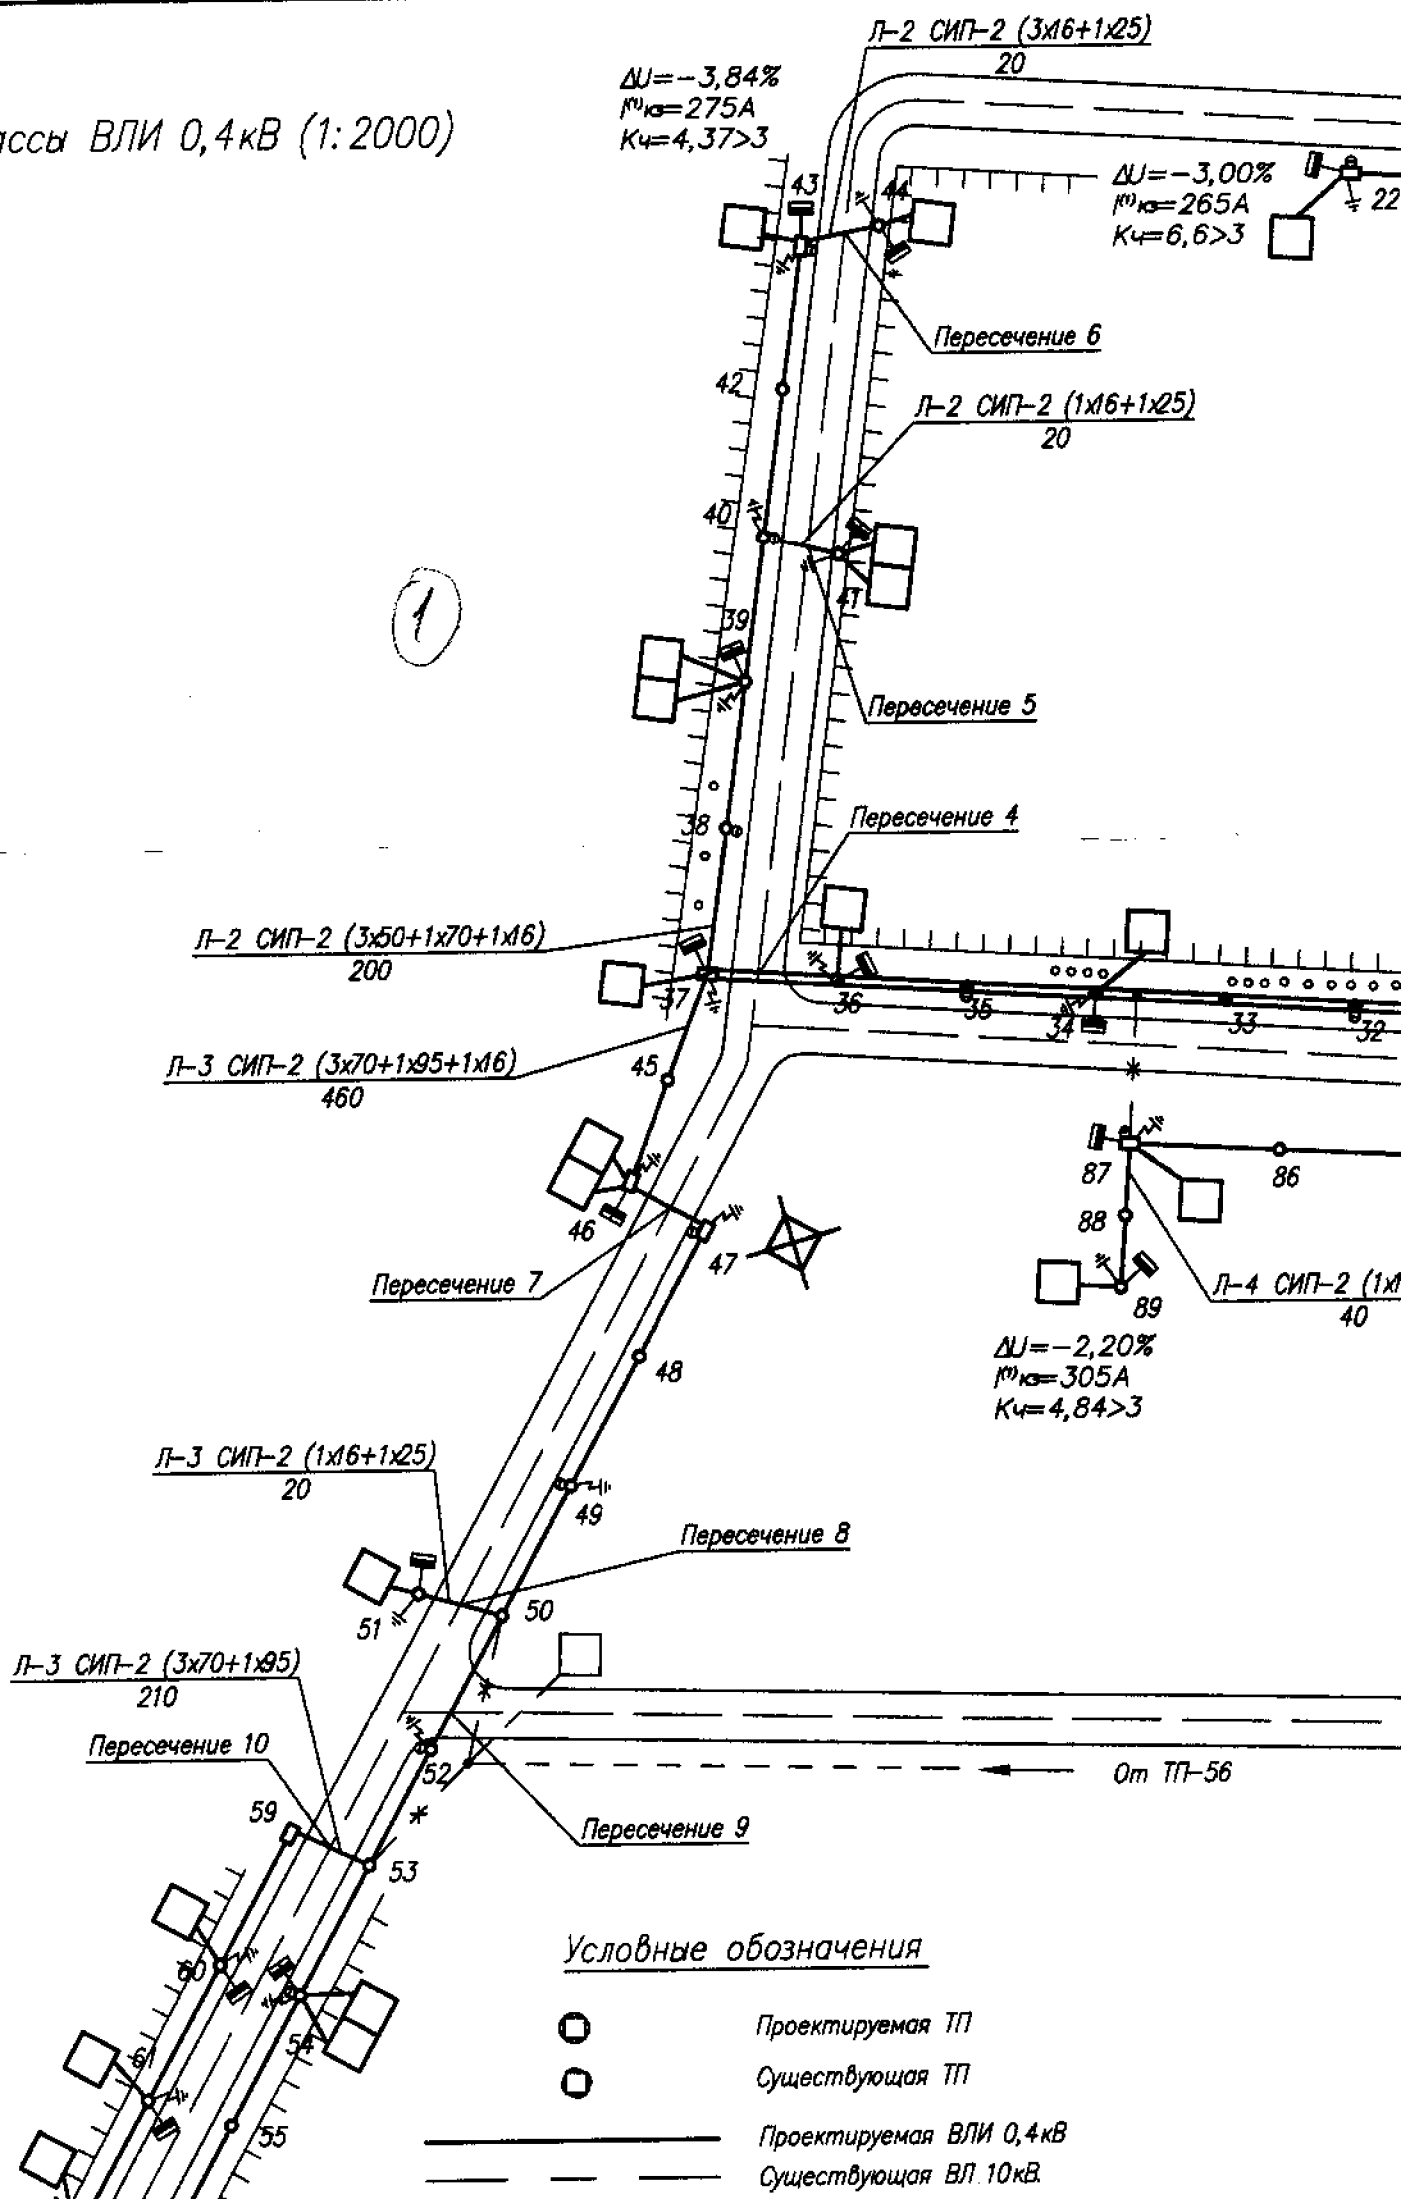 Л-2 СИП-2 (3х16+1х25)
20
ΔU=-3,84%
I⁽¹⁾кз=275А
Кч=4,37>3
ссы ВЛИ 0,4кВ (1:2000)
43
44
ΔU=-3,00%
I⁽¹⁾кз=265А
Кч=6,6>3
22
Пересечение 6
42
Л-2 СИП-2 (1х16+1х25)
20
40
41
1
39
Пересечение 5
Пересечение 4
38
Л-2 СИП-2 (3х50+1х70+1х16)
200
37
36
35
34
33
32
Л-3 СИП-2 (3х70+1х95+1х16)
460
45
87
86
46
47
88
Пересечение 7
Л-4 СИП-2 (1х1
40
89
ΔU=-2,20%
I⁽¹⁾кз=305А
Кч=4,84>3
48
Л-3 СИП-2 (1х16+1х25)
20
49
Пересечение 8
51
50
Л-3 СИП-2 (3х70+1х95)
210
Пересечение 10
52
От ТП-56
59
Пересечение 9
53
Условные обозначения
60
54
Проектируемая ТП
61
Существующая ТП
55
Проектируемая ВЛИ 0,4кВ
Существующая ВЛ 10кВ.